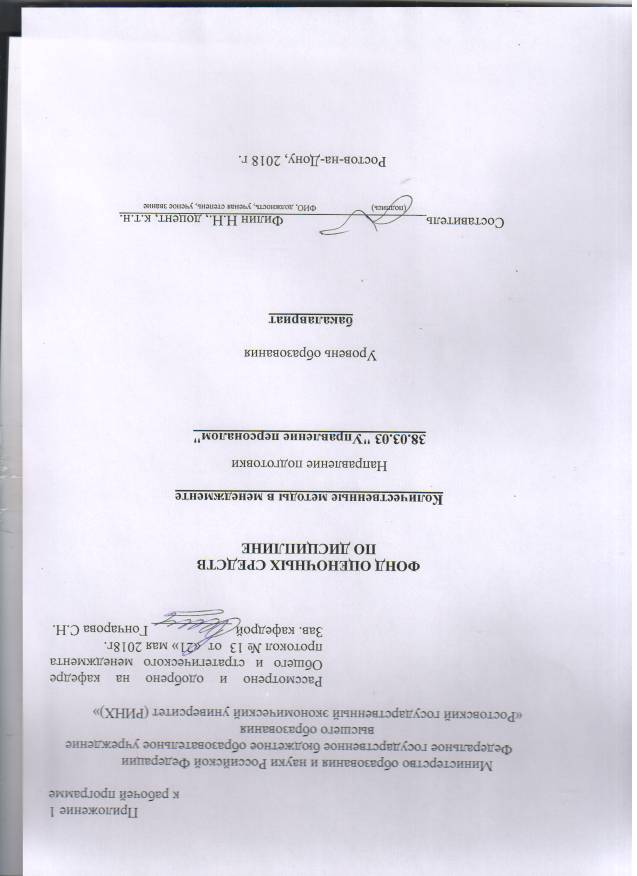 Приложение 1
к рабочей программе
Министерство образования и науки Российской Федерации
Федеральное государственное бюджетное образовательное учреждение
высшего образования
«Ростовский государственный экономический университет (РИНХ)»
Рассмотрено и одобрено на кафедре
Общего и стратегического менеджмента
протокол № 13 от «21» мая 2018г.
Зав. кафедрой Гончарова С.Н.
ФОНД ОЦЕНОЧНЫХ СРЕДСТВ
ПО ДИСЦИПЛИНЕ
Количественные методы в менеджменте
Направление подготовки
38.03.03 "Управление персоналом"
Уровень образования
бакалавриат
Составитель Филин Н.Н., доцент, к.т.н.
(подпись) ФИО, должность, ученая степень, ученое звание
Ростов-на-Дону, 2018 г